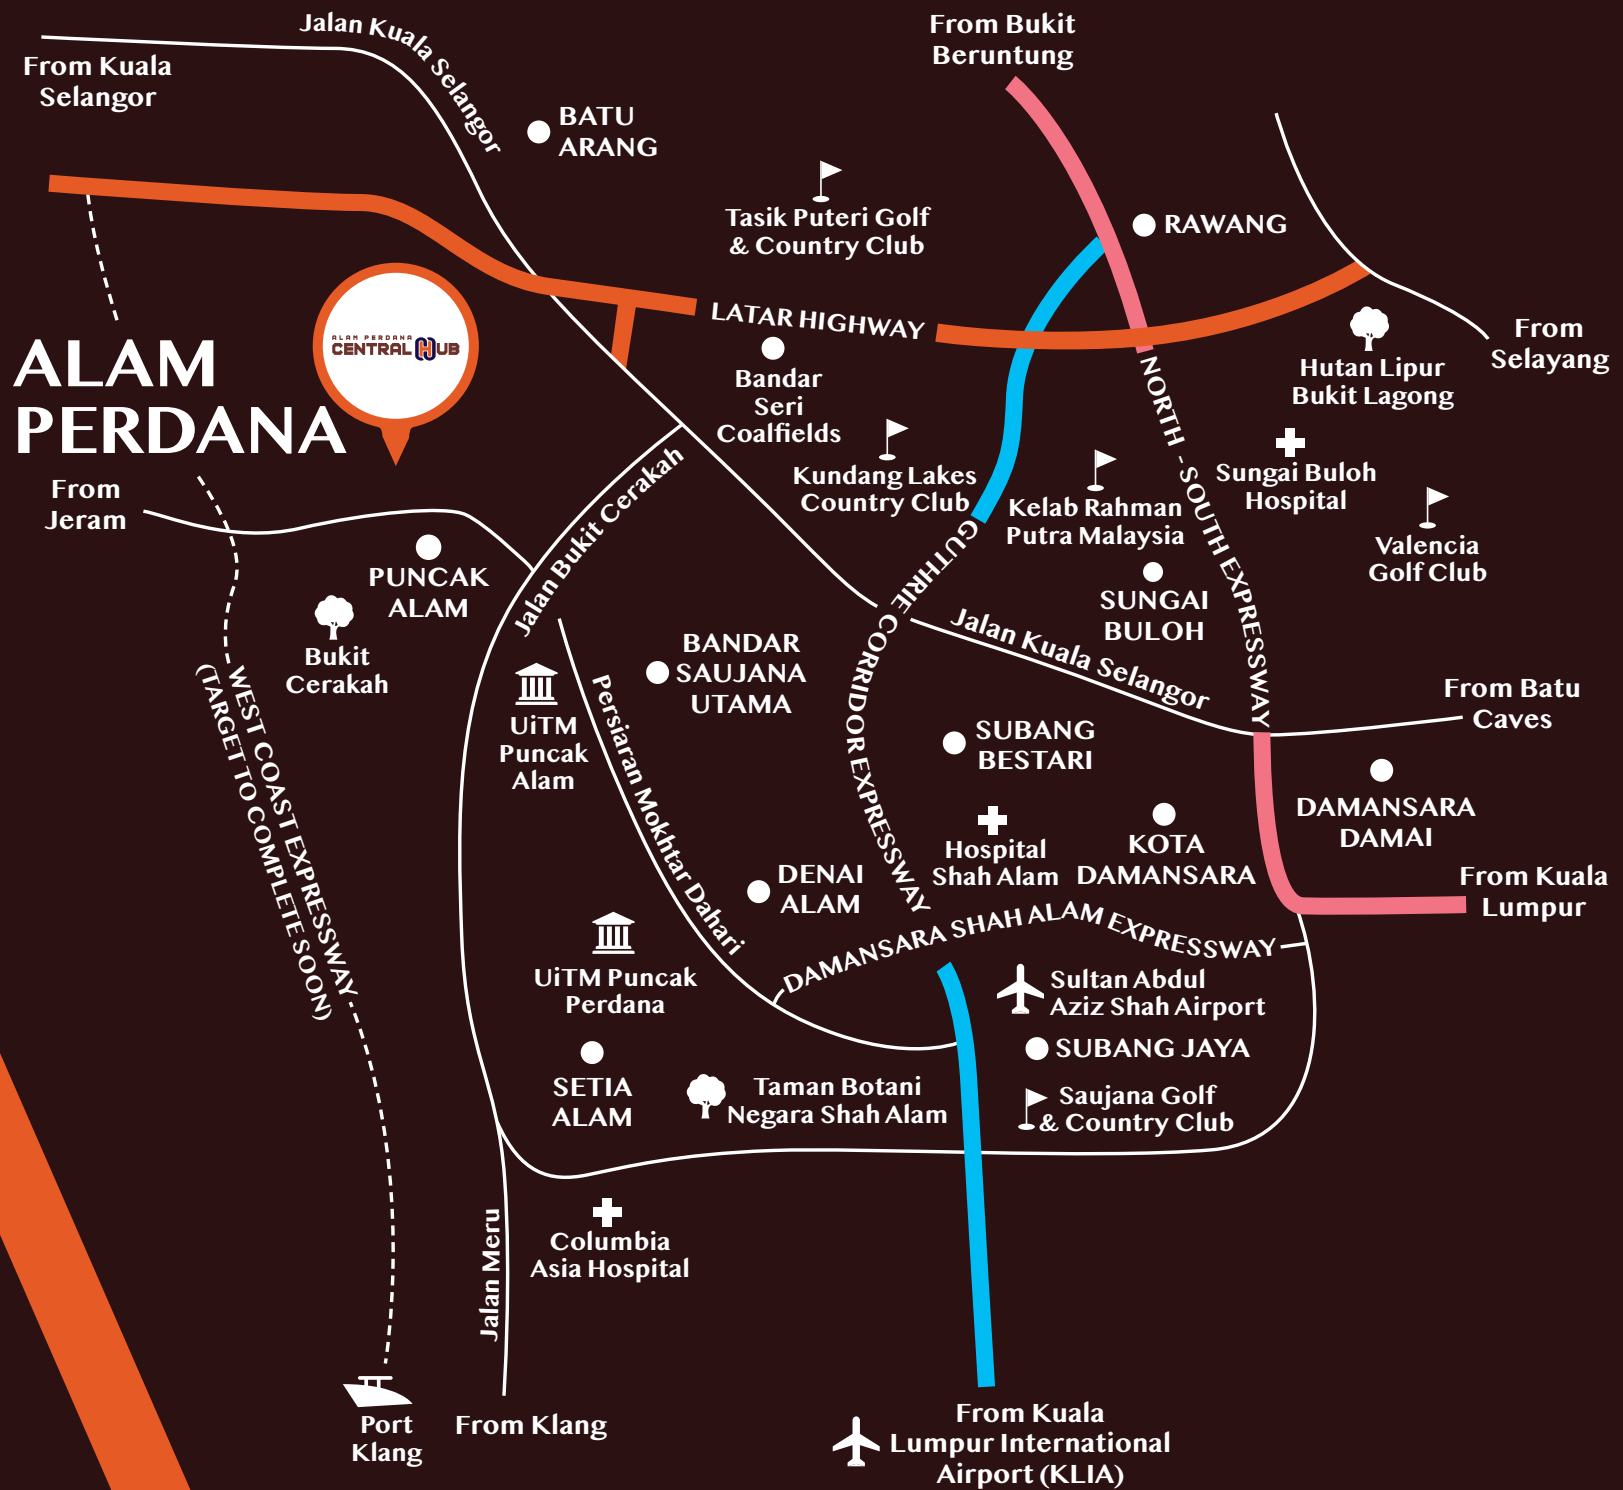 Jalan Kuala Selangor
From Kuala
Selangor
From Bukit
Beruntung
BATU
ARANG
Tasik Puteri Golf
& Country Club
RAWANG
LATAR HIGHWAY
From
Selayang
Hutan Lipur
Bukit Lagong
ALAM PERDANA
CENTRAL HUB
ALAM
PERDANA
Bandar
Seri
Coalfields
Kundang Lakes
Country Club
Kelab Rahman
Putra Malaysia
NORTH - SOUTH EXPRESSWAY
Sungai Buloh
Hospital
Valencia
Golf Club
From
Jeram
Jalan Bukit Cerakah
GUTHRIE CORRIDOR EXPRESSWAY
PUNCAK
ALAM
SUNGAI
BULOH
Bukit
Cerakah
Jalan Kuala Selangor
BANDAR
SAUJANA
UTAMA
WEST COAST EXPRESSWAY
(TARGET TO COMPLETE SOON)
UiTM
Puncak
Alam
Persiaran Mokhtar Dahari
From Batu
Caves
SUBANG
BESTARI
DAMANSARA
DAMAI
Hospital
Shah Alam
KOTA
DAMANSARA
DENAI
ALAM
From Kuala
Lumpur
DAMANSARA SHAH ALAM EXPRESSWAY
UiTM Puncak
Perdana
Sultan Abdul
Aziz Shah Airport
SUBANG JAYA
SETIA
ALAM
Taman Botani
Negara Shah Alam
Saujana Golf
& Country Club
Columbia
Asia Hospital
Jalan Meru
Port
Klang
From Klang
From Kuala
Lumpur International
Airport (KLIA)